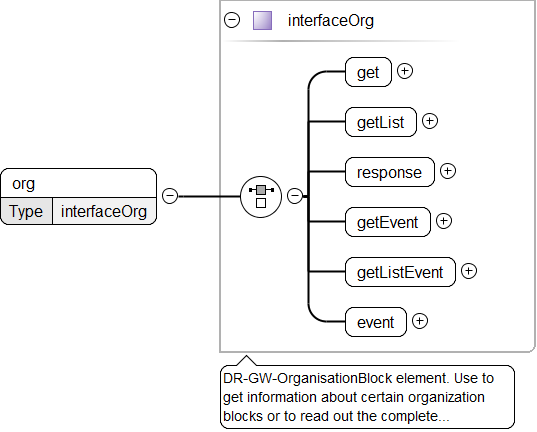 interfaceOrg
get
getList
response
org
Type interfaceOrg
getEvent
getListEvent
event
DR-GW-OrganisationBlock element. Use to
get information about certain organization
blocks or to read out the complete...